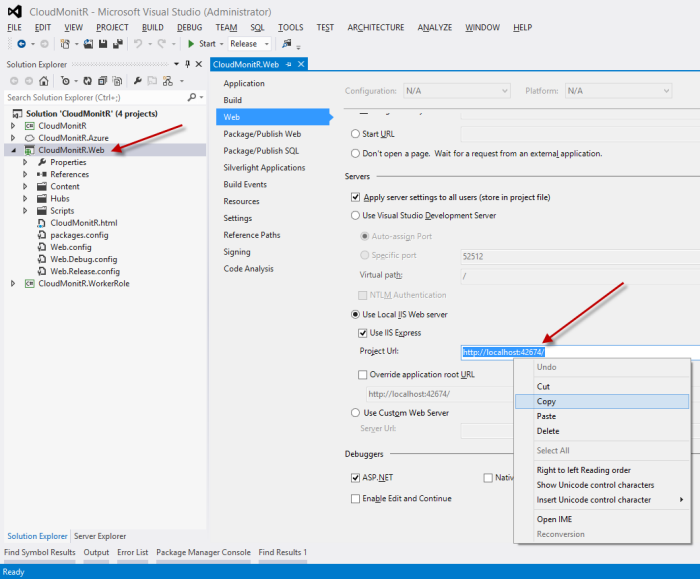 CloudMonitR - Microsoft Visual Studio (Administrator)
FILE EDIT VIEW PROJECT BUILD DEBUG TEAM SQL TOOLS TEST ARCHITECTURE ANALYZE WINDOW HELP
Start Release
Solution Explorer
Search Solution Explorer (Ctrl+;)
Solution 'CloudMonitR' (4 projects)
CloudMonitR
CloudMonitR.Azure
CloudMonitR.Web
Properties
References
Content
Hubs
Scripts
CloudMonitR.html
packages.config
Web.config
Web.Debug.config
Web.Release.config
CloudMonitR.WorkerRole
Solution Explorer Server Explorer
CloudMonitR.Web
Application
Build
Web
Package/Publish Web
Package/Publish SQL
Silverlight Applications
Build Events
Resources
Settings
Reference Paths
Signing
Code Analysis
Configuration: N/A Platform: N/A
Start URL
Don't open a page. Wait for a request from an external application.
Servers
Apply server settings to all users (store in project file)
Use Visual Studio Development Server
Auto-assign Port
Specific port 52512
Virtual path: /
NTLM Authentication
Use Local IIS Web server
Use IIS Express
Project Url: http://localhost:42674/
Override application root URL
http://localhost:42674/
Use Custom Web Server
Server Url:
Debuggers
ASP.NET Nativ
Enable Edit and Continue
Undo
Cut
Copy
Paste
Delete
Select All
Right to left Reading order
Show Unicode control characters
Insert Unicode control character
Open IME
Reconversion
Find Symbol Results Output Error List Package Manager Console Find Results 1
Ready